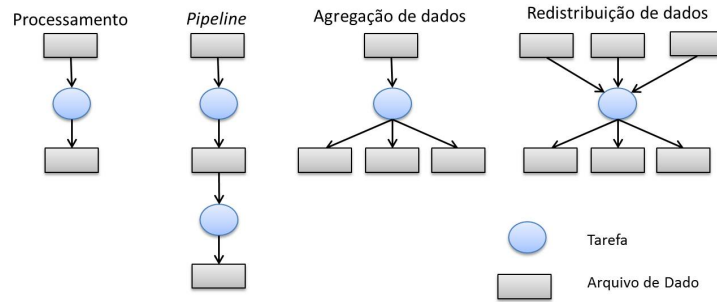 Processamento
Pipeline
Agregação de dados
Redistribuição de dados
Tarefa
Arquivo de Dado